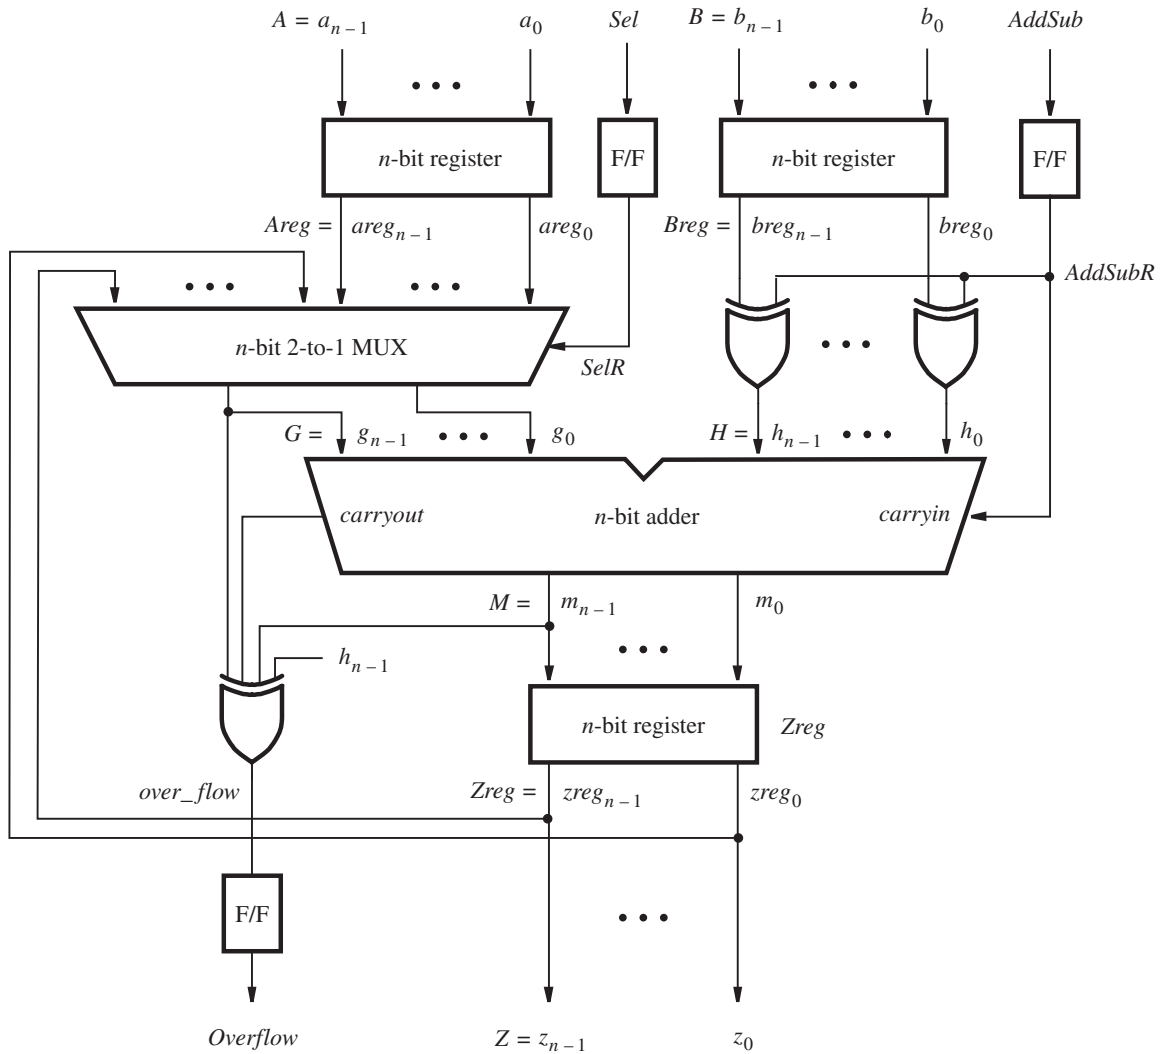 A = a_{n – 1} a_0 Sel B = b_{n – 1} b_0 AddSub
n-bit register F/F n-bit register F/F
Areg = areg_{n – 1} areg_0 Breg = breg_{n – 1} breg_0
AddSubR
n-bit 2-to-1 MUX
SelR
G = g_{n – 1} g_0 H = h_{n – 1} h_0
carryout n-bit adder carryin
M = m_{n – 1} m_0
h_{n – 1}
n-bit register Zreg
over_flow Zreg = zreg_{n – 1} zreg_0
F/F
Overflow Z = z_{n – 1} z_0